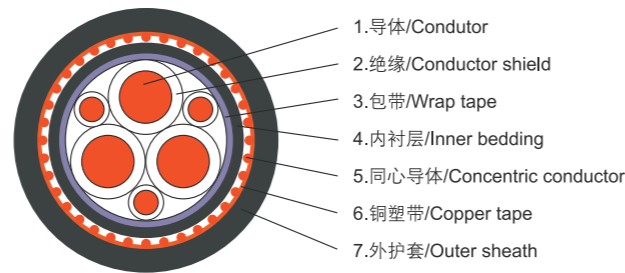 1.导体/Condutor
2.绝缘/Conductor shield
3.包带/Wrap tape
4.内衬层/Inner bedding
5.同心导体/Concentric conductor
6.铜塑带/Copper tape
7.外护套/Outer sheath